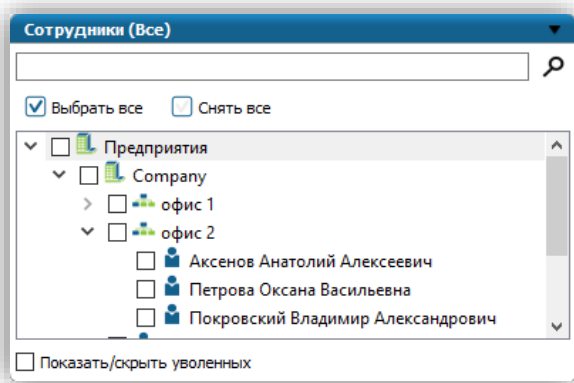 Сотрудники (Все)
Выбрать все Снять все
Предприятия
Company
офис 1
офис 2
Аксенов Анатолий Алексеевич
Петрова Оксана Васильевна
Покровский Владимир Александрович
Показать/скрыть уволенных